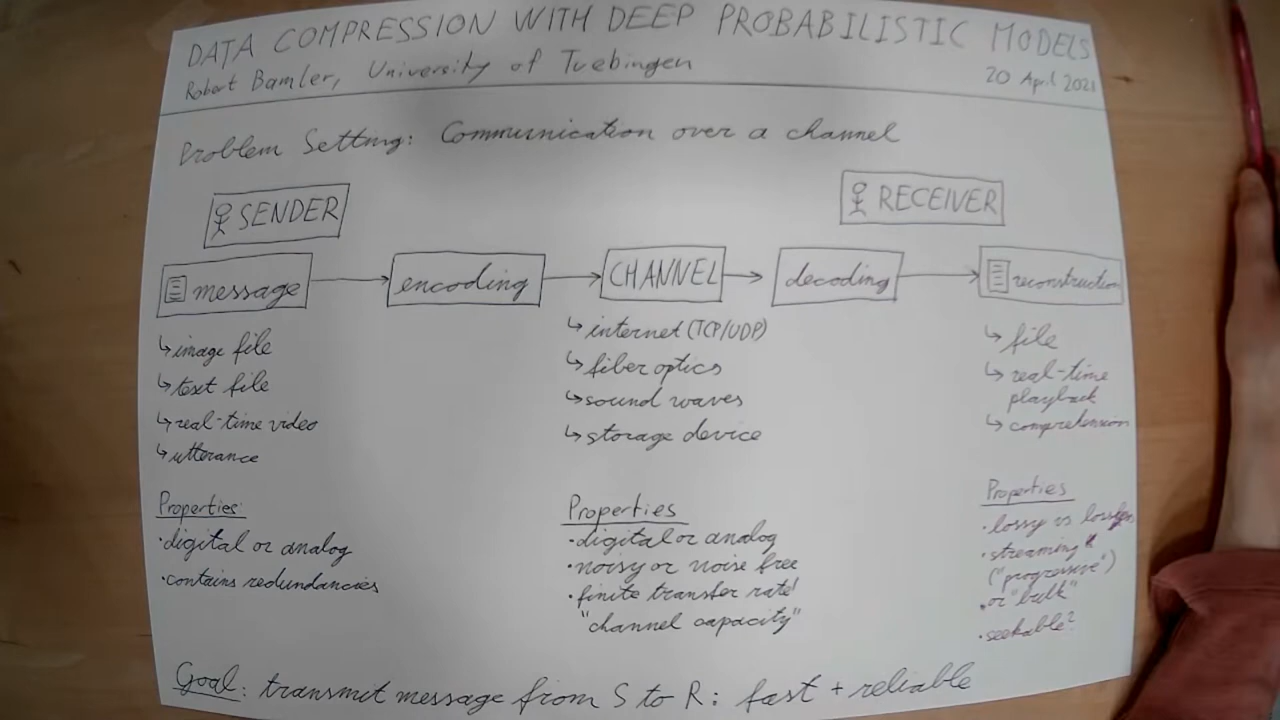 DATA COMPRESSION WITH DEEP PROBABILISTIC MODELS
Robert Bamler, University of Tuebingen
20 April 2021
Problem Setting: Communication over a channel
SENDER
RECEIVER
message
encoding
CHANNEL
decoding
reconstruction
↳ image file
↳ text file
↳ real-time video
↳ utterance
↳ internet (TCP/UDP)
↳ fiber optics
↳ sound waves
↳ storage device
↳ file
↳ real-time
playback
↳ comprehension
Properties:
· digital or analog
· contains redundancies
Properties
· digital or analog
· noisy or noise free
· finite transfer rate
"channel capacity"
Properties
· lossy vs lossless
· streaming"
("progressive")
· or "bulk"
· seekable?
Goal: transmit message from S to R: fast + reliable